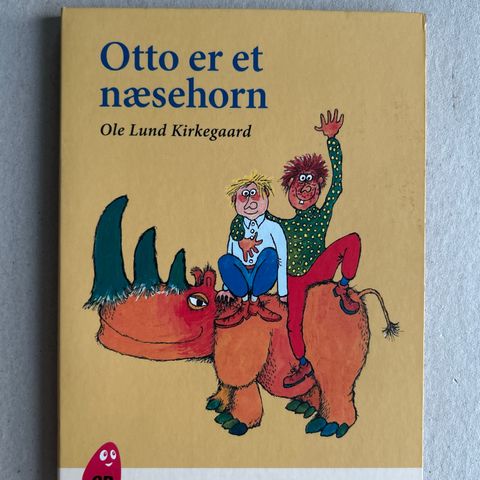 Otto er et
næsehorn
Ole Lund Kirkegaard